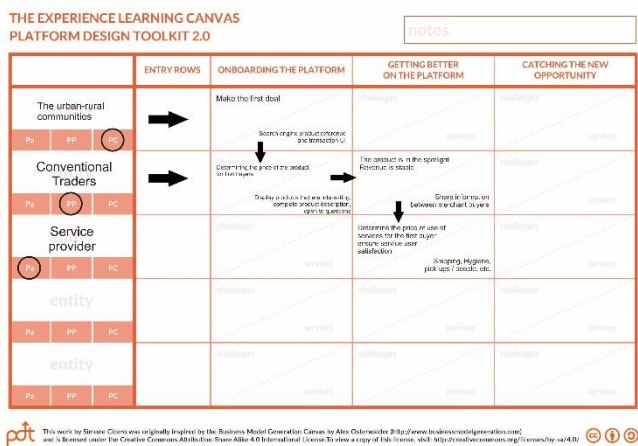 THE EXPERIENCE LEARNING CANVAS
PLATFORM DESIGN TOOLKIT 2.0
notes
ENTRY ROWS
ONBOARDING THE PLATFORM
GETTING BETTER
ON THE PLATFORM
CATCHING THE NEW
OPPORTUNITY
The urban-rural
communities
Pa PP PC
Make the first deal
Search engine product reference
and transaction UI
challenges
services
challenges
services
Conventional
Traders
Pa PP PC
Determining the price of the product
for first buyers
Display products that are interesting,
complete product description,
open to questions
The product is in the spotlight
Revenue is stable
Share information
between merchant buyers
challenges
services
Service
provider
Pa PP PC
challenges
services
Determine the price of use of
services for the first buyer
ensure service user
satisfaction
Shipping, Hygiene,
pick-ups / people, etc.
challenges
services
entity
Pa PP PC
challenges
services
challenges
services
challenges
services
entity
Pa PP PC
challenges
services
challenges
services
challenges
services
pdt
This work by Simone Cicero was originally inspired by the Business Model Generation Canvas by Alex Osterwalder (http://www.businessmodelgeneration.com)
and is licensed under the Creative Commons Attribution-Share Alike 4.0 International License.To view a copy of this license, visit: http://creativecommons.org/licenses/by-sa/4.0/